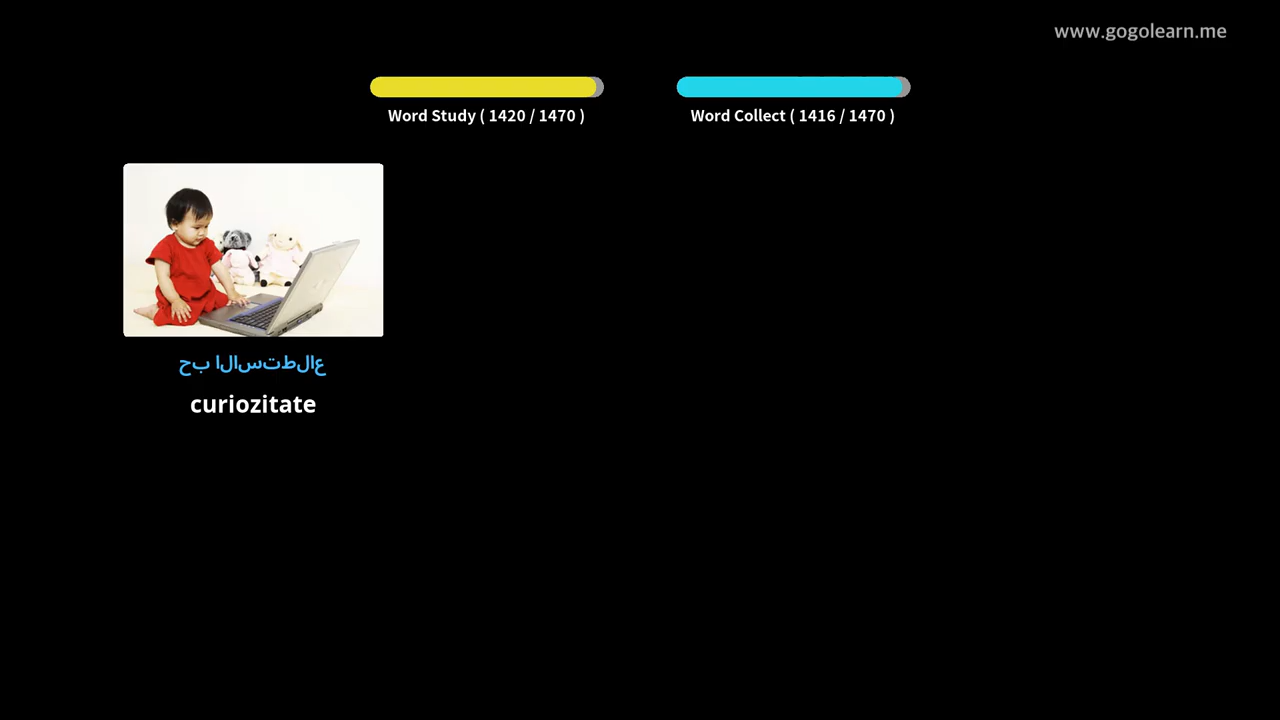 www.gogolearn.me
Word Study ( 1420 / 1470 )
Word Collect ( 1416 / 1470 )
حب الاستطلاع
curiozitate